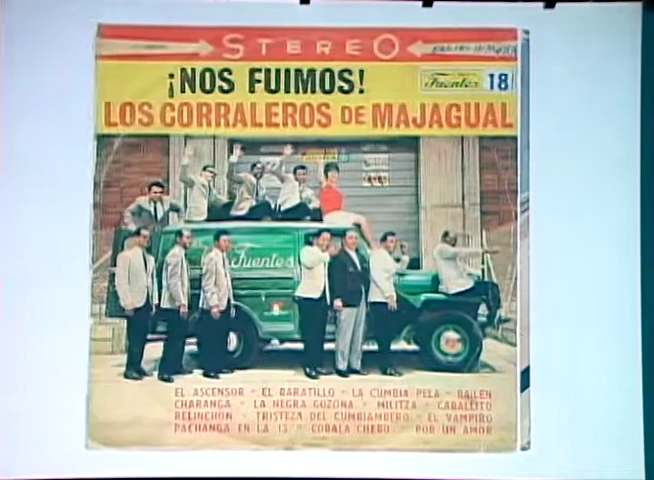 STEREO
¡NOS FUIMOS!
Fuentes 18
LOS CORRALEROS DE MAJAGUAL
Fuentes
EL ASCENSOR - EL BARATILLO - LA CUMBIA PELA - BAILEN
CHARANGA - LA NEGRA GOZONA - MILITZA - CABALLITO
RELINCHON - TRISTEZA DEL CUMBIAMBERO - EL VAMPIRO
PACHANGA EN LA 13 - COBALA CHEBO - POR UN AMOR